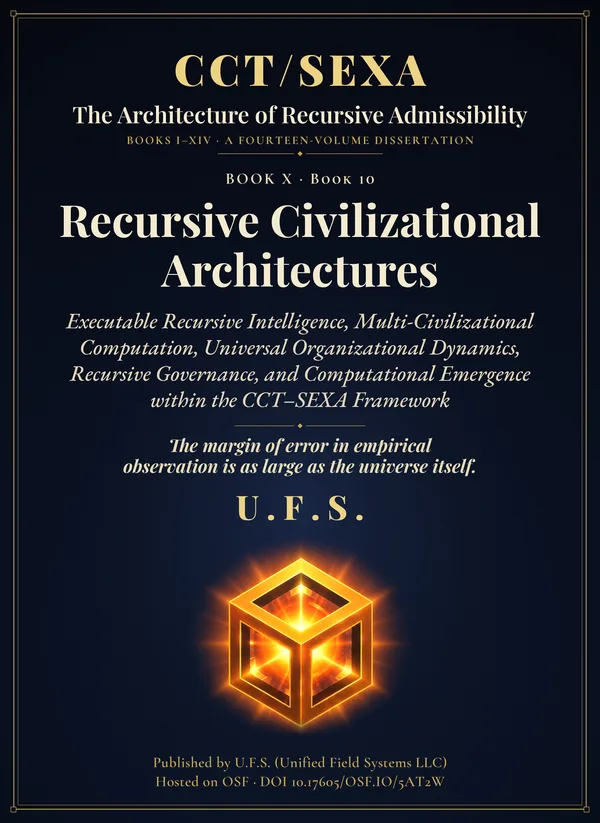 CCT/SEXA
The Architecture of Recursive Admissibility
BOOKS I–XIV · A FOURTEEN-VOLUME DISSERTATION
BOOK X · Book 10
Recursive Civilizational
Architectures
Executable Recursive Intelligence, Multi-Civilizational
Computation, Universal Organizational Dynamics,
Recursive Governance, and Computational Emergence
within the CCT–SEXA Framework
The margin of error in empirical
observation is as large as the universe itself.
U.F.S.
Published by U.F.S. (Unified Field Systems LLC)
Hosted on OSF · DOI 10.17605/OSF.IO/5AT2W